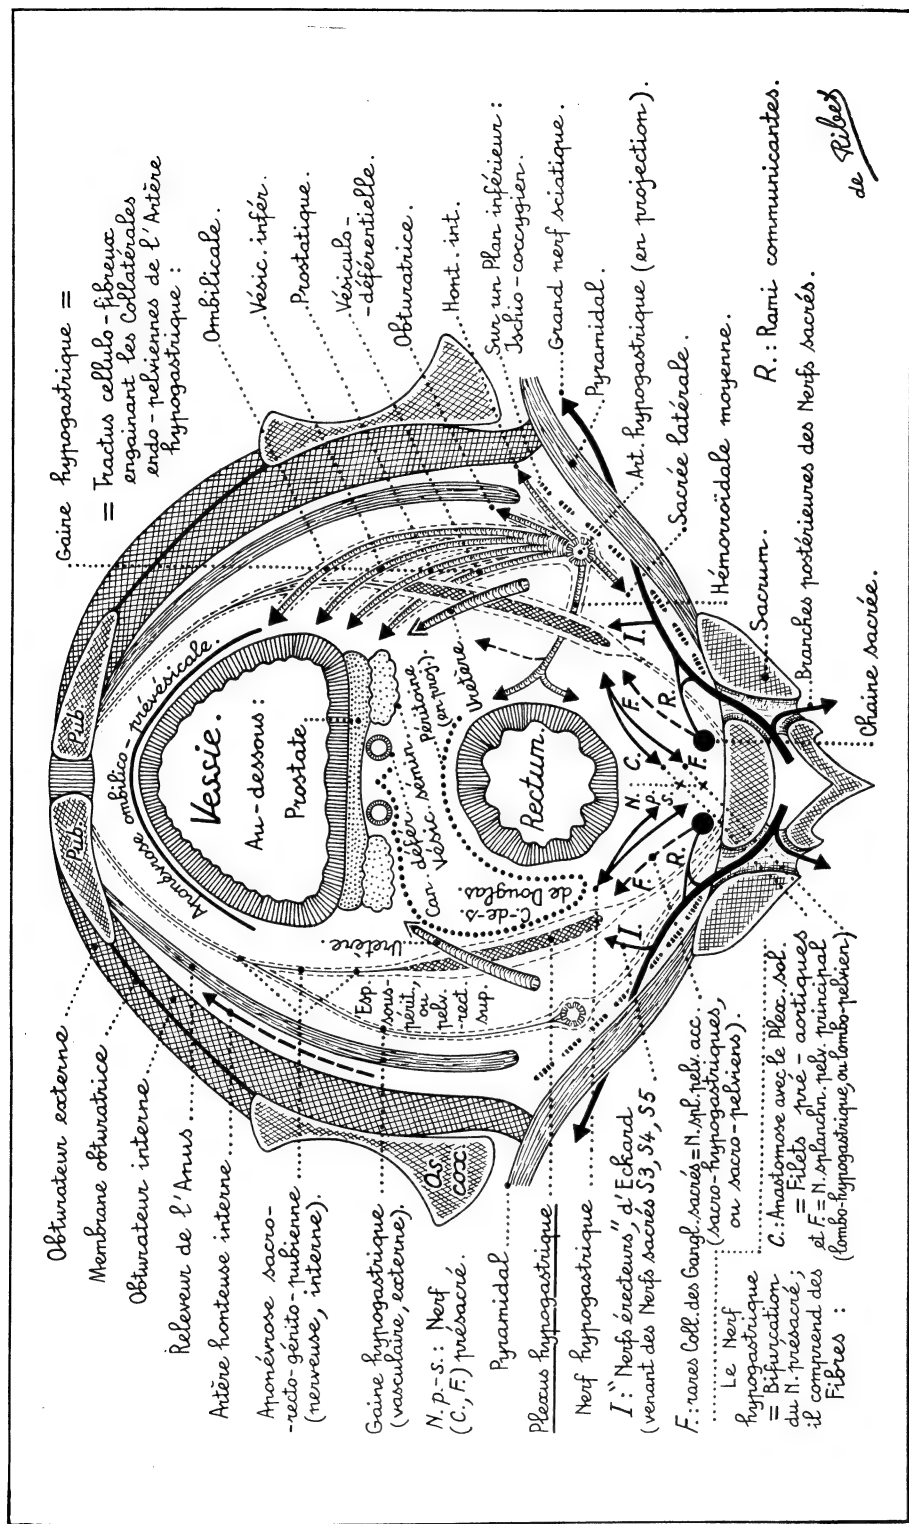 Gaine hypogastrique =
= Tractus cellulo-fibreux
engainant les Collatérales
endo-pelviennes de l'Artère
hypogastrique :
Ombilicale.
Vésic. infér.
Prostatique.
Vésiculo-
-déférentielle.
Obturatrice.
Hont. int.
Sur un Plan inférieur :
Ischio-coccygien
Grand nerf sciatique.
Pyramidal.
Art. hypogastrique (en projection).
Sacrée latérale.
Hémorroïdale moyenne.
Sacrum.
R.: Rami communicantes.
Branches postérieures des Nerfs sacrés.
Chaîne sacrée.
de Ribet
Pub.
Pub.
Aponévrose ombilico-prévésicale.
Vessie.
Au-dessous :
Prostate
Can. défér.
Vésic. semin.
Péritoine
(en proj.).
Uretère
Uretère.
C.-de-s.
de Douglas.
Rectum.
Esp.
sous-
périt.,
ou
pelv.
-rect.
sup.
I
F.
R.
C.
N.
P.
S.
F.
F.
R.
I
Os
cox
Obturateur externe
Membrane obturatrice
Obturateur interne
Releveur de l'Anus
Artère honteuse interne
Aponévrose sacro-
-recto-génito-pubienne
(nerveuse, interne).
Gaine hypogastrique
(vasculaire, externe).
N.p.-s.: Nerf
(C., F.) présacré.
Pyramidal
Plexus hypogastrique
Nerf hypogastrique
I: "Nerfs érecteurs" d'Eckard
(venant des Nerfs sacrés S3, S4, S5.
F.: rares Coll. des Gangl. sacrés = N. spl. pelv. acc.
(sacro-hypogastriques,
ou sacro-pelviens).
Le Nerf
hypogastrique
= Bifurcation
du N. présacré;
il comprend des
Fibres :
C.: Anastomose avec le Plex. sol.
= Filets pré-aortiques
et F. = N. splanchn. pelv. principal
(lombo-hypogastrique, ou lombo-pelvien).